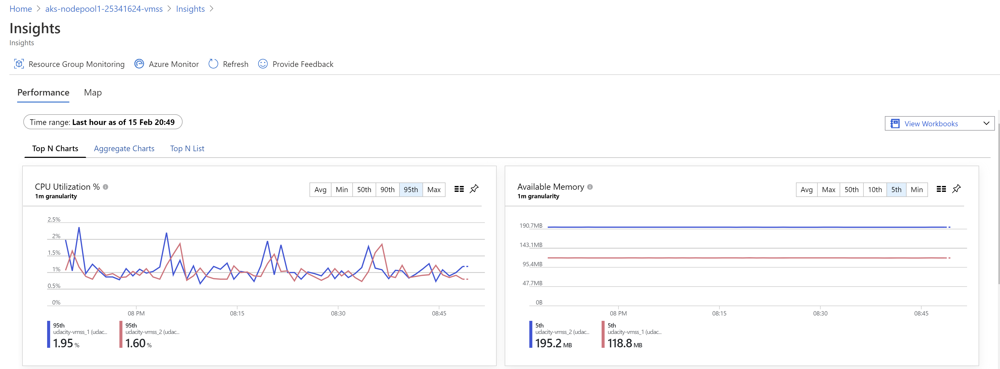 Home > aks-nodepool1-25341624-vmss > Insights >
Insights
Insights
Resource Group Monitoring Azure Monitor Refresh Provide Feedback
Performance Map
Time range: Last hour as of 15 Feb 20:49
View Workbooks
Top N Charts Aggregate Charts Top N List
CPU Utilization %
1m granularity
Avg Min 50th 90th 95th Max
2.5%
2%
1.5%
1%
0.5%
0%
08 PM 08:15 08:30 08:45
95th
udacity-vmss_1 (udac...
1.95 %
95th
udacity-vmss_2 (udac...
1.60 %
Available Memory
1m granularity
Avg Max 50th 10th 5th Min
190.7MB
143.1MB
95.4MB
47.7MB
0B
08 PM 08:15 08:30 08:45
5th
udacity-vmss_2 (udac...
195.2 MB
5th
udacity-vmss_1 (udac...
118.8 MB